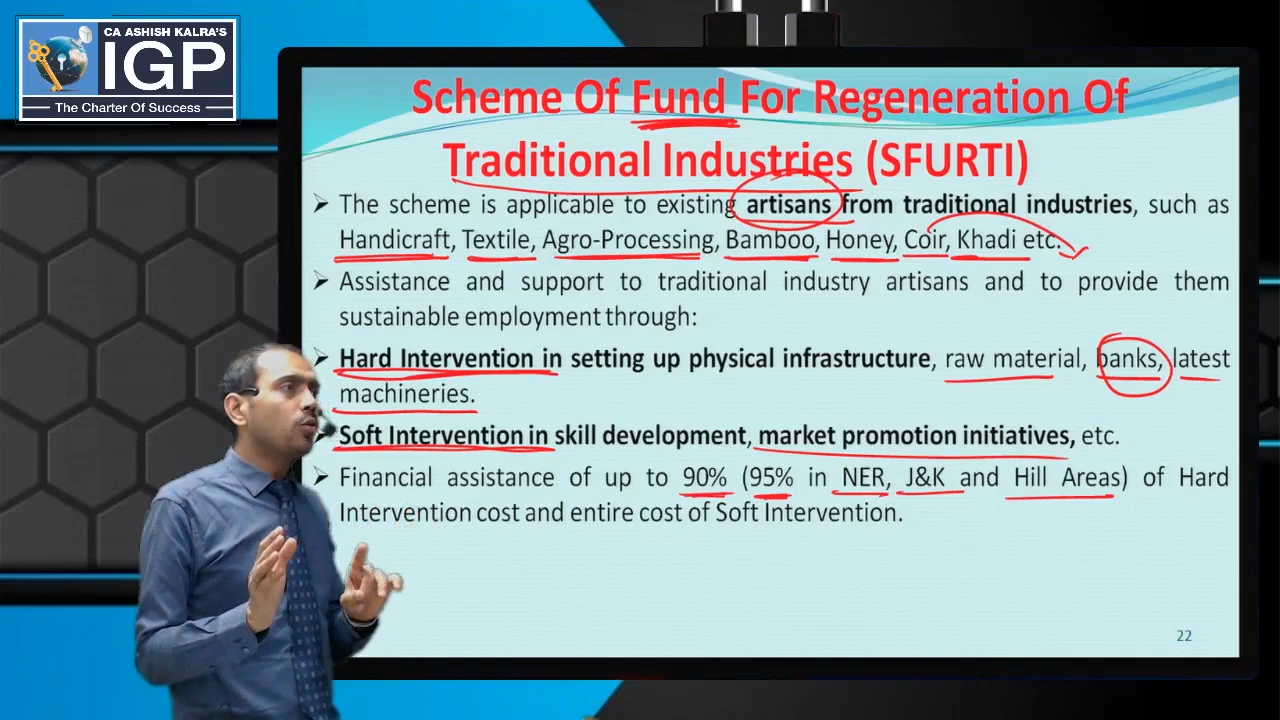 CA ASHISH KALRA'S
IGP
The Charter Of Success
Scheme Of Fund For Regeneration Of
Traditional Industries (SFURTI)
➢ The scheme is applicable to existing artisans from traditional industries, such as
Handicraft, Textile, Agro-Processing, Bamboo, Honey, Coir, Khadi etc.
➢ Assistance and support to traditional industry artisans and to provide them
sustainable employment through:
➢ Hard Intervention in setting up physical infrastructure, raw material, banks, latest
machineries.
➢ Soft Intervention in skill development, market promotion initiatives, etc.
➢ Financial assistance of up to 90% (95% in NER, J&K and Hill Areas) of Hard
Intervention cost and entire cost of Soft Intervention.
22